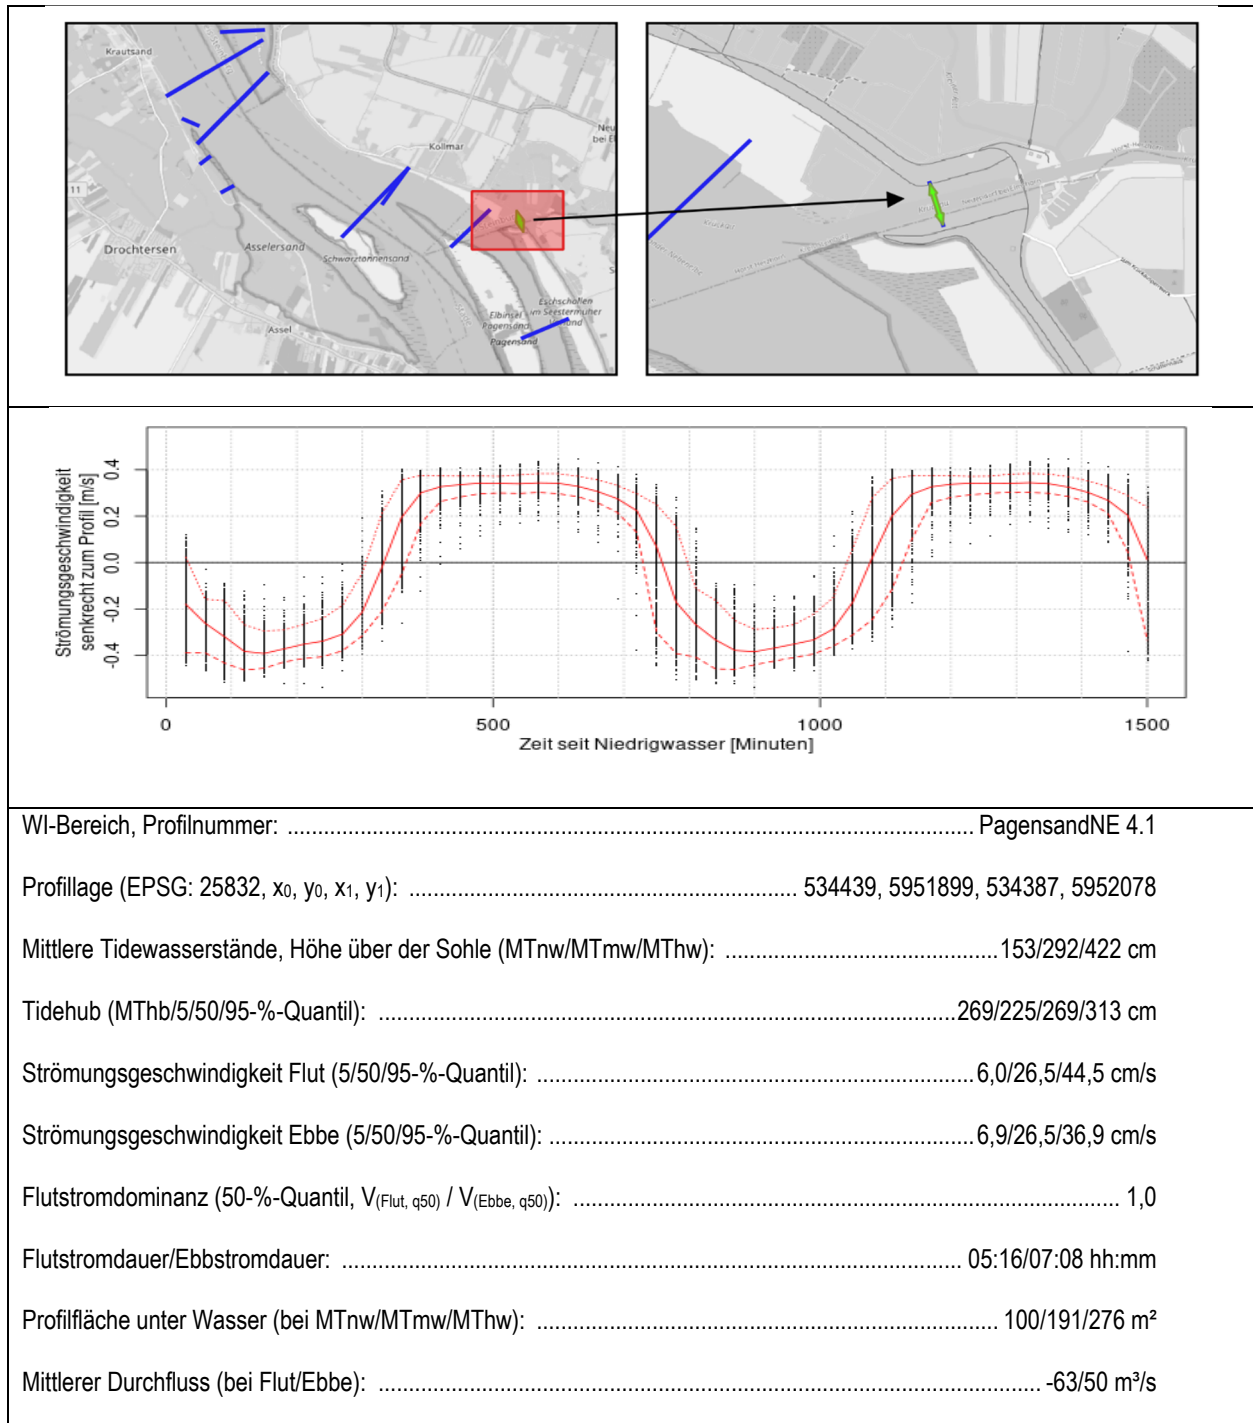 Krautsand
Kollmar
11
Drochtersen
Asselersand
Schwarztonnensand
Assel
Elbinsel
Pagensand
Pagensand
Eschschallen
im Seestermüher
Vorland
Neu
bei El
Strömungsgeschwindigkeit
senkrecht zum Profil [m/s]
0.4
0.2
0.0
-0.2
-0.4
0 500 1000 1500
Zeit seit Niedrigwasser [Minuten]
WI-Bereich, Profilnummer: PagensandNE 4.1
Profillage (EPSG: 25832, x₀, y₀, x₁, y₁): 534439, 5951899, 534387, 5952078
Mittlere Tidewasserstände, Höhe über der Sohle (MTnw/MTmw/MThw): 153/292/422 cm
Tidehub (MThb/5/50/95-%-Quantil): 269/225/269/313 cm
Strömungsgeschwindigkeit Flut (5/50/95-%-Quantil): 6,0/26,5/44,5 cm/s
Strömungsgeschwindigkeit Ebbe (5/50/95-%-Quantil): 6,9/26,5/36,9 cm/s
Flutstromdominanz (50-%-Quantil, V(Flut, q50) / V(Ebbe, q50)): 1,0
Flutstromdauer/Ebbstromdauer: 05:16/07:08 hh:mm
Profilfläche unter Wasser (bei MTnw/MTmw/MThw): 100/191/276 m²
Mittlerer Durchfluss (bei Flut/Ebbe): -63/50 m³/s